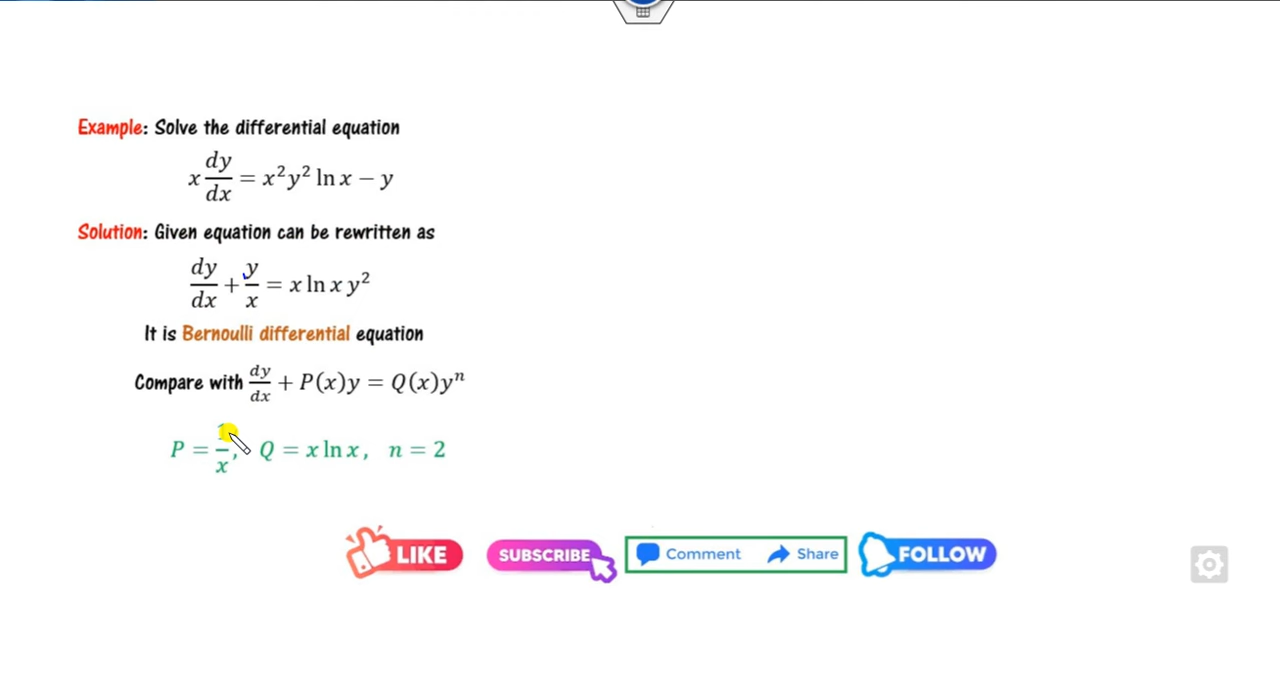 Example: Solve the differential equation
x dy/dx = x²y² ln x − y
Solution: Given equation can be rewritten as
dy/dx + y/x = x ln x y²
It is Bernoulli differential equation
Compare with dy/dx + P(x)y = Q(x)yⁿ
P = /x, Q = x ln x, n = 2
LIKE SUBSCRIBE Comment Share FOLLOW